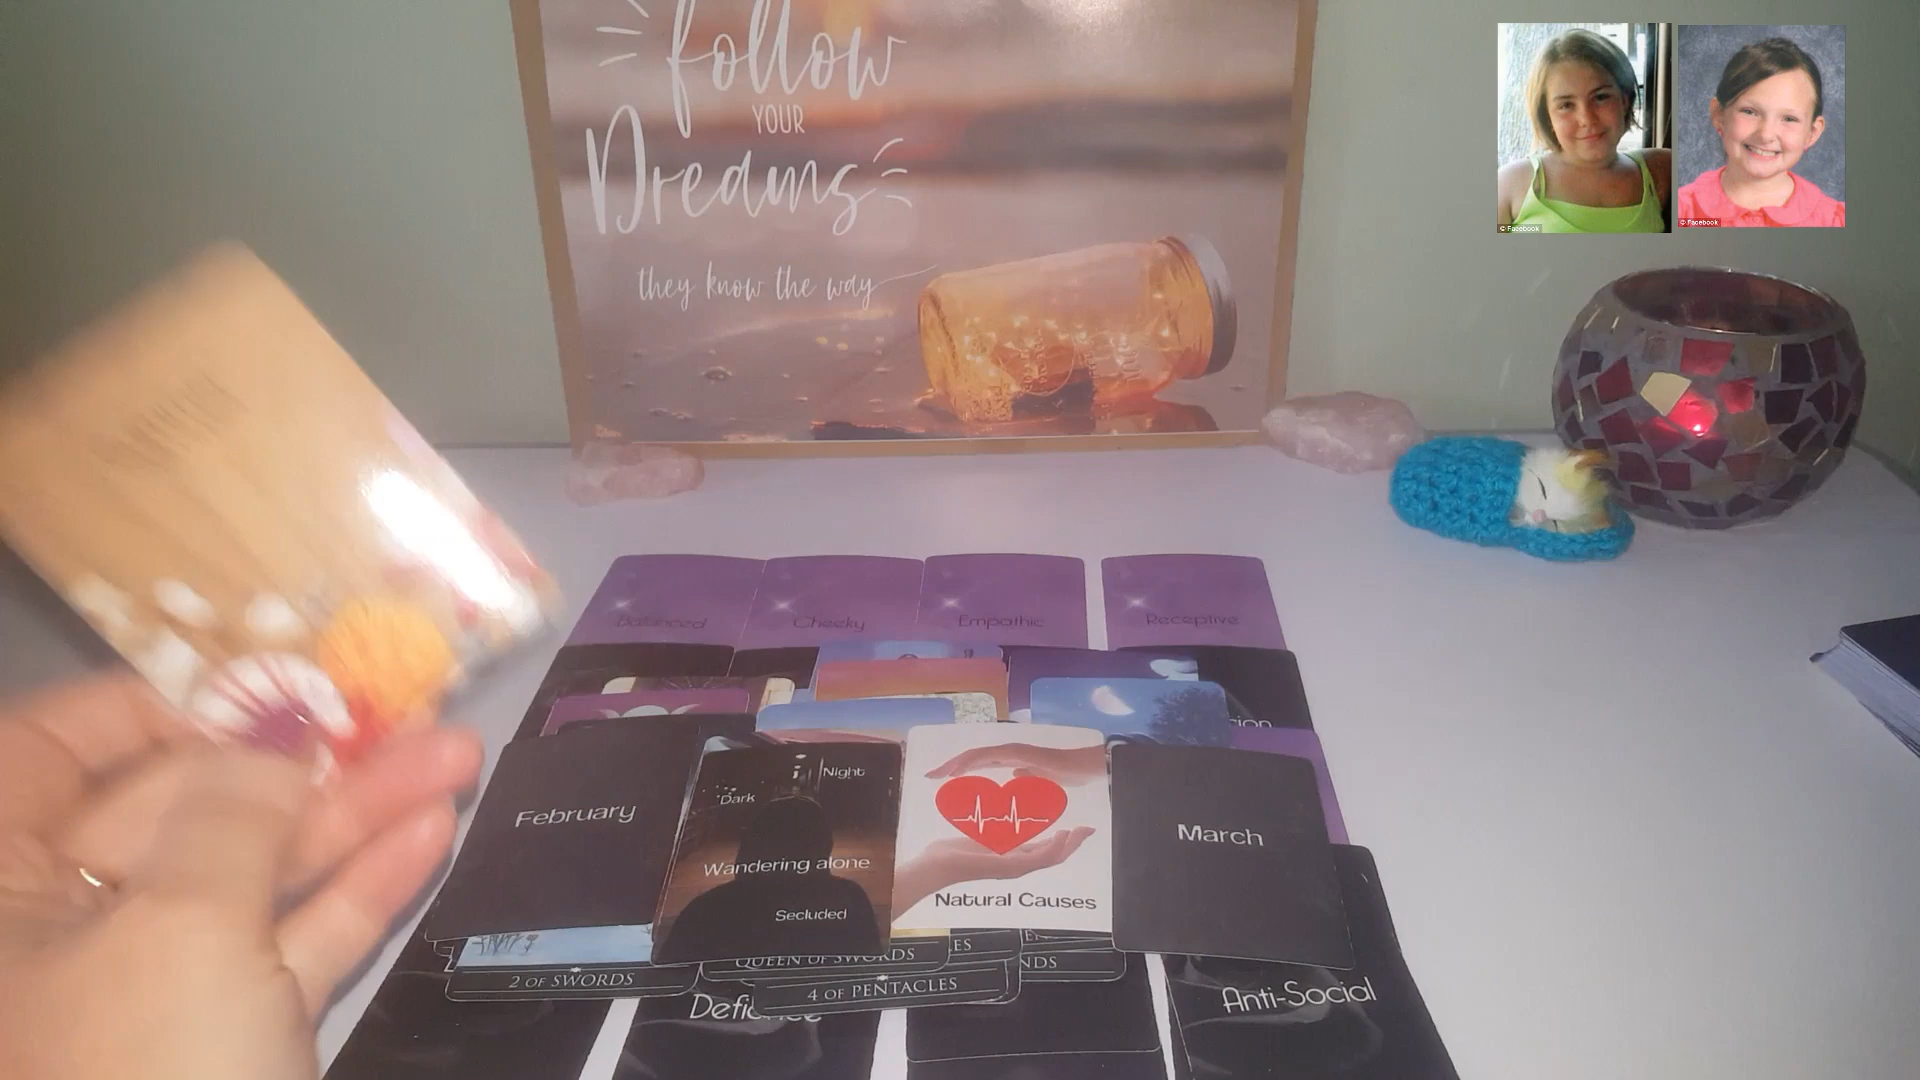 follow
YOUR
Dreams
they know the way
© Facebook
© Facebook
Balanced
Cheeky
Empathic
Receptive
February
Night
Dark
Wandering alone
Secluded
Natural Causes
March
2 OF SWORDS
QUEEN OF SWORDS
4 OF PENTACLES
Anti-Social